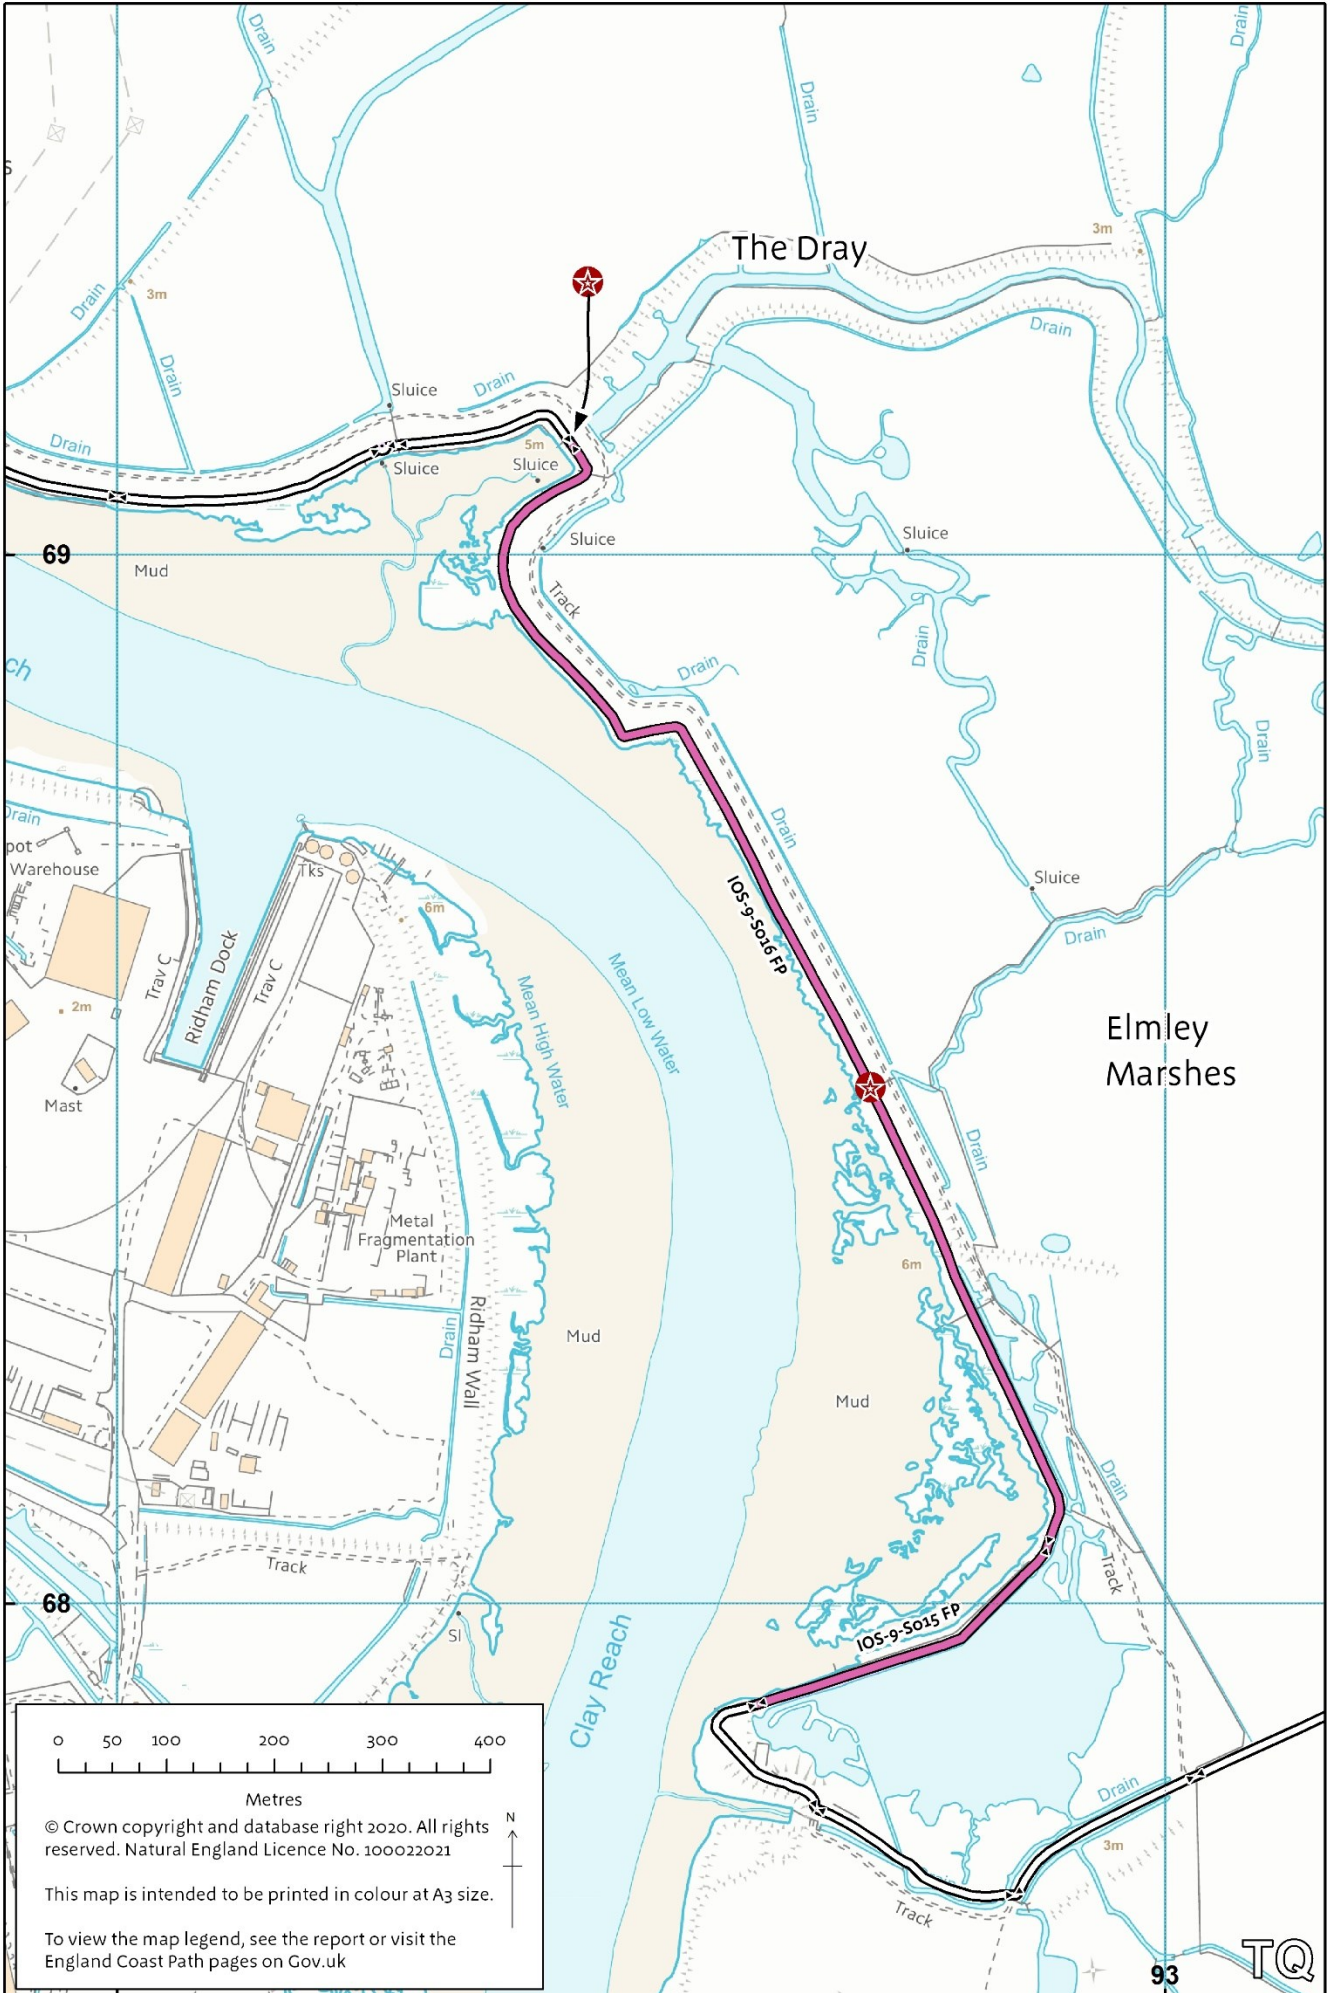 Drain
Drain
Drain
s
The Dray
3m
Drain
3m
Drain
Drain
Sluice
Drain
Drain
5m
Sluice
Sluice
Sluice
Sluice
69
Mud
Track
Drain
Drain
ch
Drain
Drain
Drain
pot
Warehouse
Tks
6m
Sluice
IOS-9-S016 FP
Drain
Trav C
Ridham Dock
Trav C
Mean High Water
Mean Low Water
2m
Elmley
Marshes
Mast
Drain
Metal
Fragmentation
Plant
6m
Drain
Ridham Wall
Mud
Mud
Drain
Track
Track
68
IOS-9-S015 FP
Sl
Clay Reach
0 50 100 200 300 400
Metres
© Crown copyright and database right 2020. All rights
reserved. Natural England Licence No. 100022021
N
This map is intended to be printed in colour at A3 size.
To view the map legend, see the report or visit the
England Coast Path pages on Gov.uk
Drain
3m
Track
93
TQ